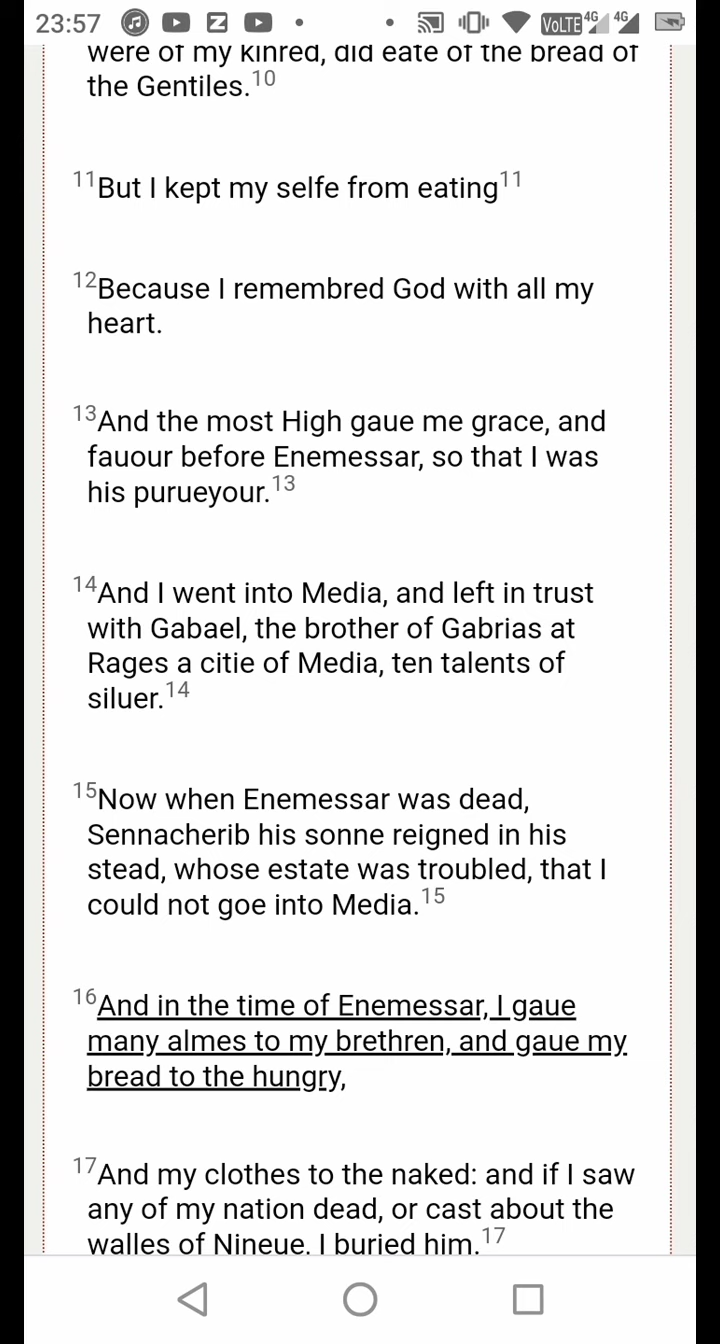 23:57 VoLTE 4G 4G
were of my kinred, did eate of the bread of
the Gentiles.10
11But I kept my selfe from eating11
12Because I remembred God with all my
heart.
13And the most High gaue me grace, and
fauour before Enemessar, so that I was
his purueyour.13
14And I went into Media, and left in trust
with Gabael, the brother of Gabrias at
Rages a citie of Media, ten talents of
siluer.14
15Now when Enemessar was dead,
Sennacherib his sonne reigned in his
stead, whose estate was troubled, that I
could not goe into Media.15
16And in the time of Enemessar, I gaue
many almes to my brethren, and gaue my
bread to the hungry,
17And my clothes to the naked: and if I saw
any of my nation dead, or cast about the
walles of Nineue, I buried him.17